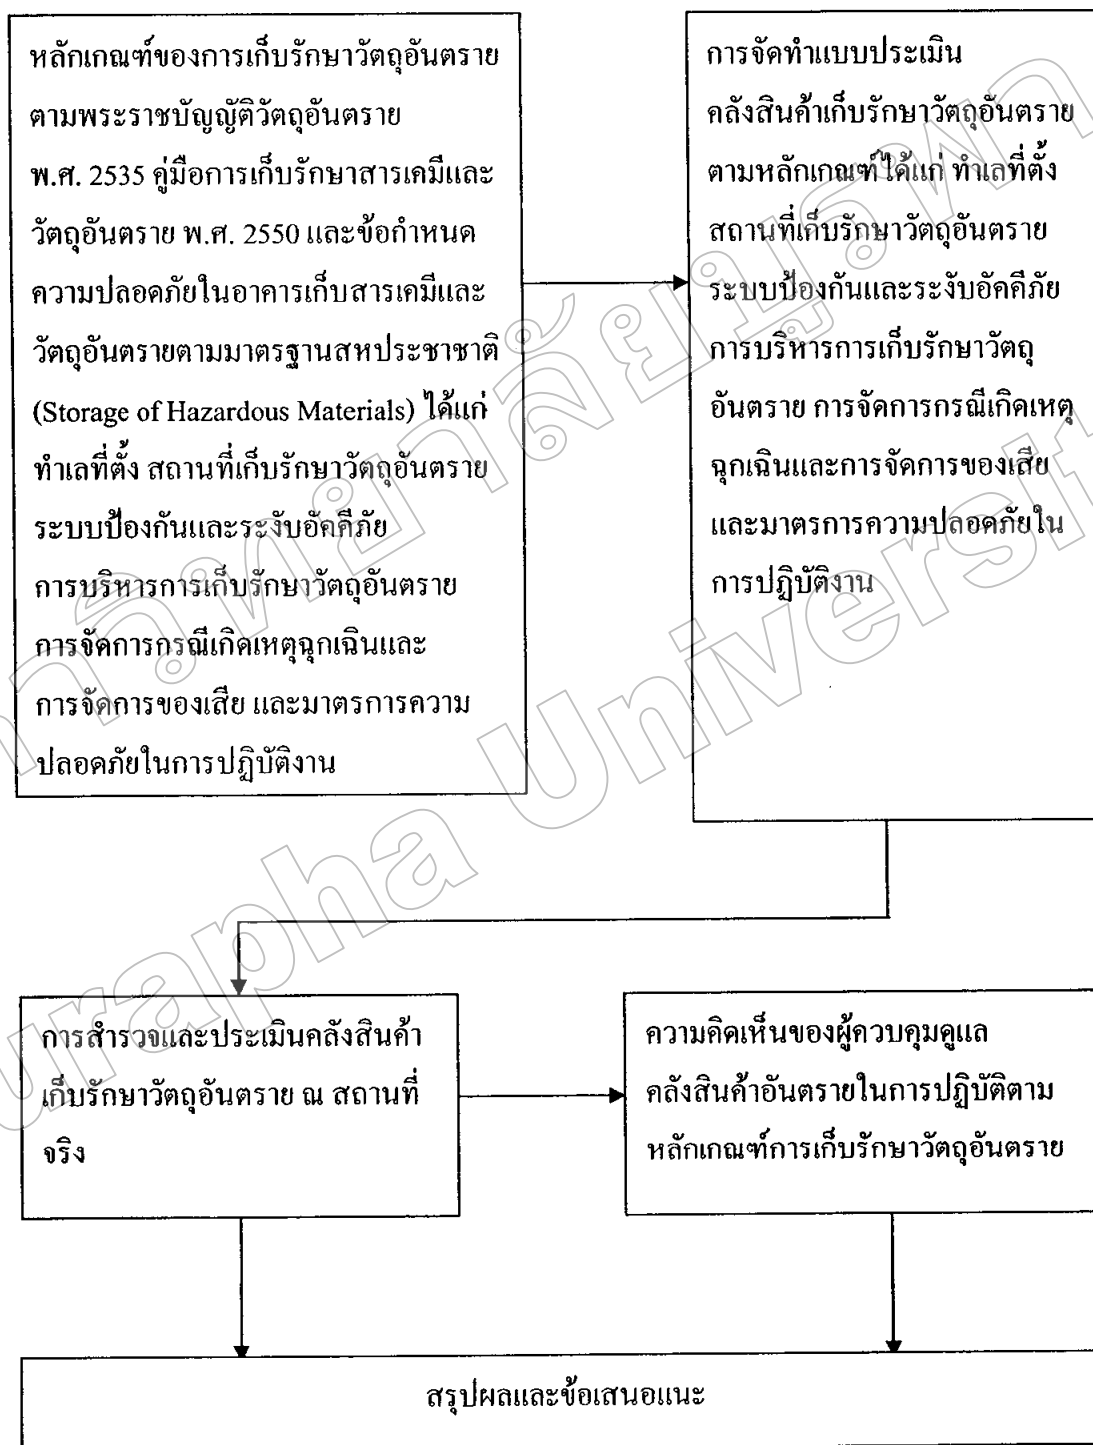 หลักเกณฑ์ของการเก็บรักษาวัตถุอันตราย
ตามพระราชบัญญัติวัตถุอันตราย
พ.ศ. 2535 คู่มือการเก็บรักษาสารเคมีและ
วัตถุอันตราย พ.ศ. 2550 และข้อกำหนด
ความปลอดภัยในอาคารเก็บสารเคมีและ
วัตถุอันตรายตามมาตรฐานสหประชาชาติ
(Storage of Hazardous Materials) ได้แก่
ทำเลที่ตั้ง สถานที่เก็บรักษาวัตถุอันตราย
ระบบป้องกันและระงับอัคคีภัย
การบริหารการเก็บรักษาวัตถุอันตราย
การจัดการกรณีเกิดเหตุฉุกเฉินและ
การจัดการของเสีย และมาตรการความ
ปลอดภัยในการปฏิบัติงาน
การจัดทำแบบประเมิน
คลังสินค้าเก็บรักษาวัตถุอันตราย
ตามหลักเกณฑ์ได้แก่ ทำเลที่ตั้ง
สถานที่เก็บรักษาวัตถุอันตราย
ระบบป้องกันและระงับอัคคีภัย
การบริหารการเก็บรักษาวัตถุ
อันตราย การจัดการกรณีเกิดเหตุ
ฉุกเฉินและการจัดการของเสีย
และมาตรการความปลอดภัยใน
การปฏิบัติงาน
การสำรวจและประเมินคลังสินค้า
เก็บรักษาวัตถุอันตราย ณ สถานที่
จริง
ความคิดเห็นของผู้ควบคุมดูแล
คลังสินค้าอันตรายในการปฏิบัติตาม
หลักเกณฑ์การเก็บรักษาวัตถุอันตราย
สรุปผลและข้อเสนอแนะ
urapha Universit